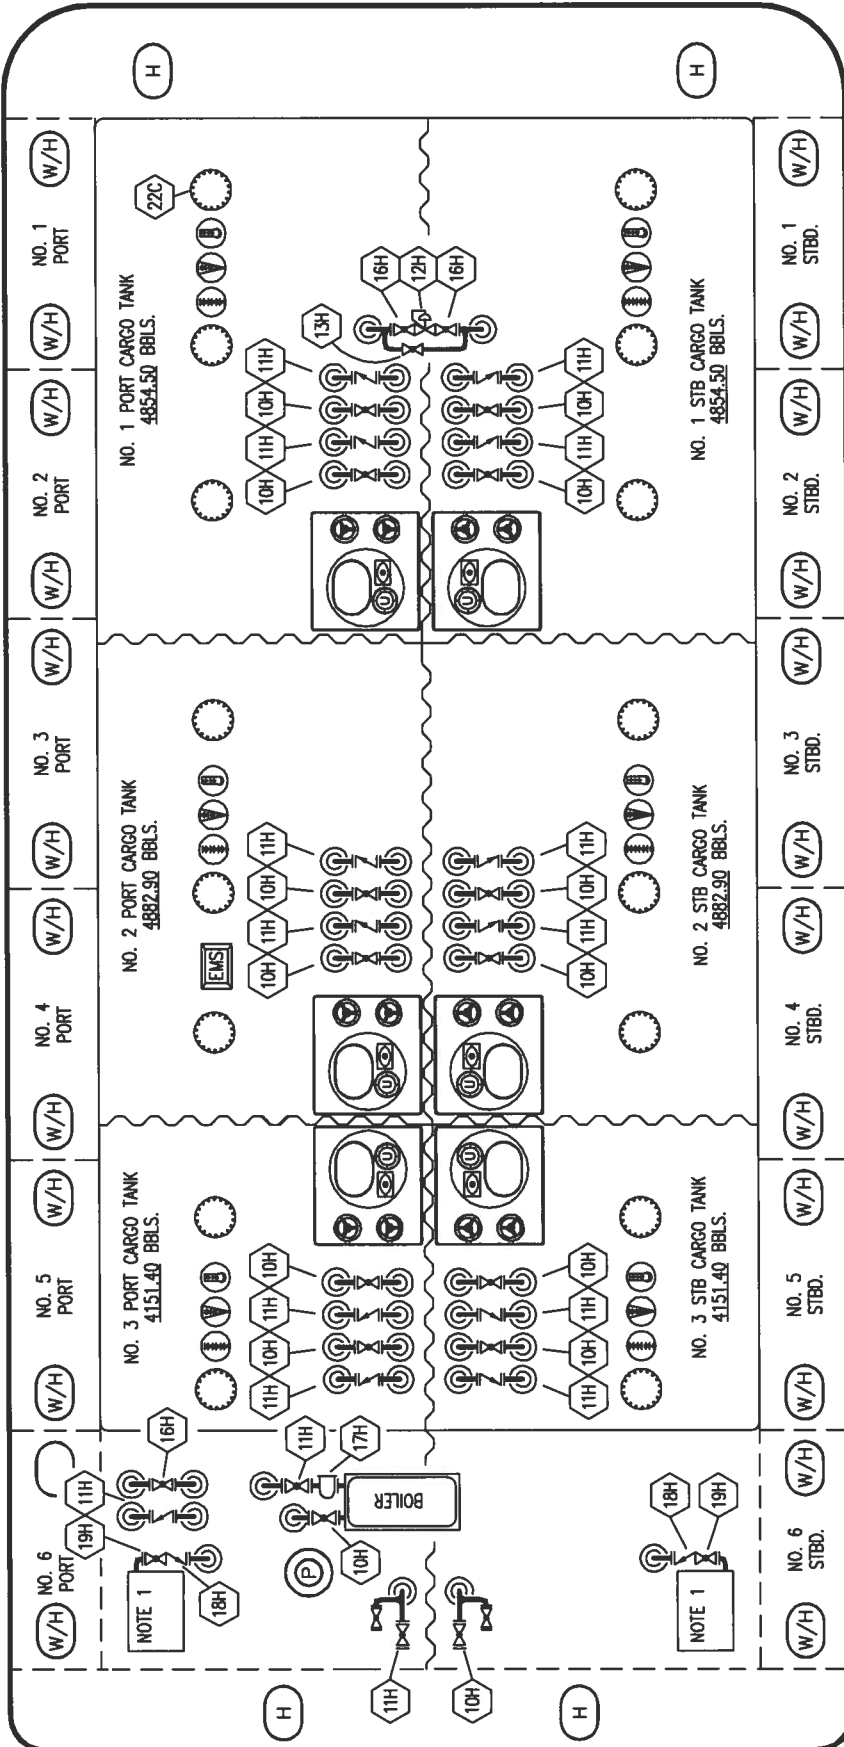 H
H
W/H
NO. 1
PORT
W/H
W/H
NO. 2
PORT
W/H
W/H
NO. 3
PORT
W/H
W/H
NO. 4
PORT
W/H
W/H
NO. 5
PORT
W/H
NO. 6
PORT
W/H
22C
NO. 1 PORT CARGO TANK
4854.50 BBLS.
16H
12H
16H
13H
11H
10H
11H
10H
U
U
11H
10H
11H
10H
NO. 1 STB CARGO TANK
4854.50 BBLS.
NO. 2 PORT CARGO TANK
4882.90 BBLS.
EMS
11H
10H
11H
10H
U
U
11H
10H
11H
10H
NO. 2 STB CARGO TANK
4882.90 BBLS.
NO. 3 PORT CARGO TANK
4151.40 BBLS.
U
U
10H
11H
10H
11H
10H
11H
10H
11H
NO. 3 STB CARGO TANK
4151.40 BBLS.
16H
11H
19H
18H
NOTE 1
11H
17H
BOILER
10H
P
11H
10H
18H
19H
NOTE 1
W/H
NO. 1
STBD.
W/H
W/H
NO. 2
STBD.
W/H
W/H
NO. 3
STBD.
W/H
W/H
NO. 4
STBD.
W/H
W/H
NO. 5
STBD.
W/H
W/H
NO. 6
STBD.
W/H
H
H